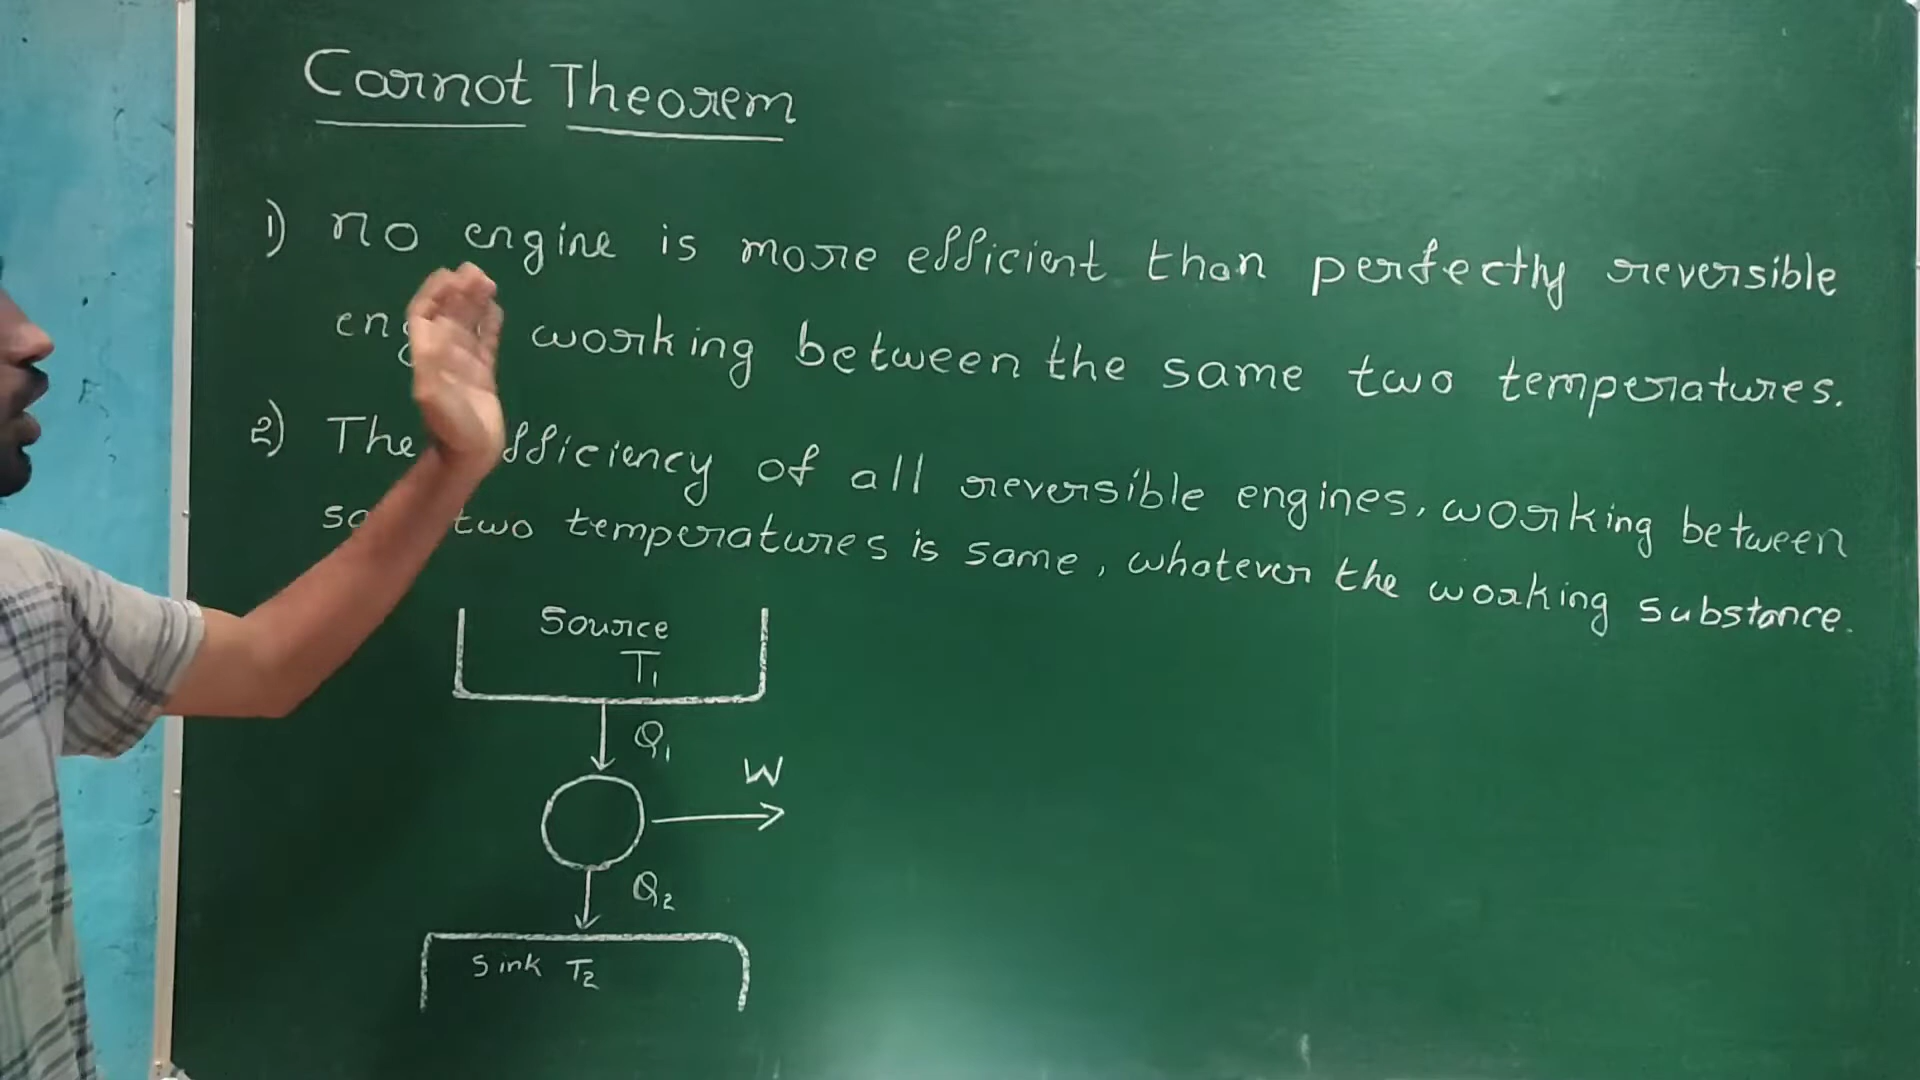 Carnot Theorem
1) no engine is more efficient than perfectly reversible
working between the same two temperatures.
2) The efficiency of all reversible engines, working between
two temperatures is same, whatever the working substance.
Source
T₁
Q₁
W
Q₂
Sink T₂